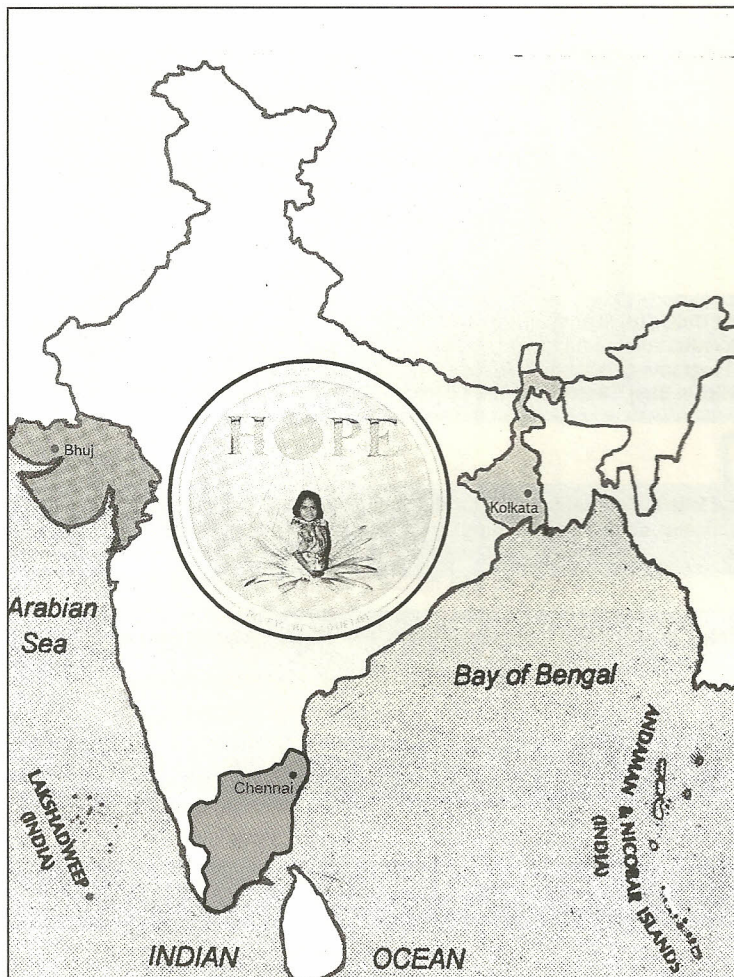 HOPE
Bhuj
Kolkata
Arabian
Sea
Bay of Bengal
Chennai
LAKSHADWEEP
(INDIA)
ANDAMAN & NICOBAR ISLANDS
(INDIA)
INDIAN OCEAN